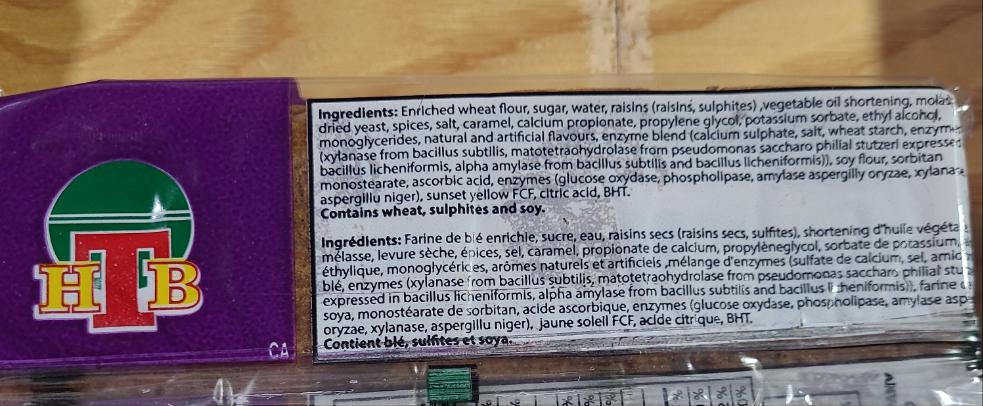 Ingredients: Enriched wheat flour, sugar, water, raisins (raisins, sulphites) ,vegetable oil shortening,
dried yeast, spices, salt, caramel, calcium propionate, propylene glycol, potassium sorbate, ethyl alcohol,
monoglycerides, natural and artificial flavours, enzyme blend (calcium sulphate, salt, wheat starch,
(xylanase from bacillus subtilis, matotetraohydrolase from pseudomonas saccharo philial stutzerl expressed
bacillus licheniformis, alpha amylase from bacillus subtilis and bacillus licheniformis)), soy flour, sorbitan
monostearate, ascorbic acid, enzymes (glucose oxydase, phospholipase, amylase aspergilly oryzae,
aspergillu niger), sunset yellow FCF, citric acid, BHT.
Contains wheat, sulphites and soy.
Ingrédients: Farine de blé enrichie, sucre, eau, raisins secs (raisins secs, sulfites), shortening d'huile
mélasse, levure sèche, épices, sel, caramel, propionate de calcium, propylèneglycol, sorbate de potassium,
éthylique, monoglycérides, arômes naturels et artificiels ,mélange d'enzymes (sulfate de calcium, sel,
blé, enzymes (xylanase from bacillus subtilis, matotetraohydrolase from pseudomonas saccharo philial
expressed in bacillus licheniformis, alpha amylase from bacillus subtilis and bacillus licheniformis)), farine
soya, monostéarate de sorbitan, acide ascorbique, enzymes (glucose oxydase, phospholipase, amylase
oryzae, xylanase, aspergillu niger), jaune soleil FCF, acide citrique, BHT.
Contient blé, sulfites et soya.
HTB
CA